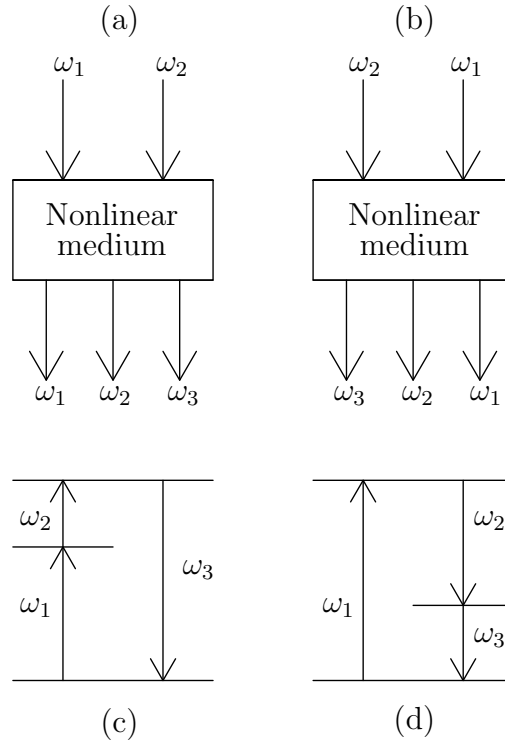 (a) (b)
ω₁ ω₂ ω₂ ω₁
Nonlinear medium
Nonlinear medium
ω₁ ω₂ ω₃ ω₃ ω₂ ω₁
ω₂ ω₂
ω₃
ω₁ ω₁
ω₃
(c) (d)